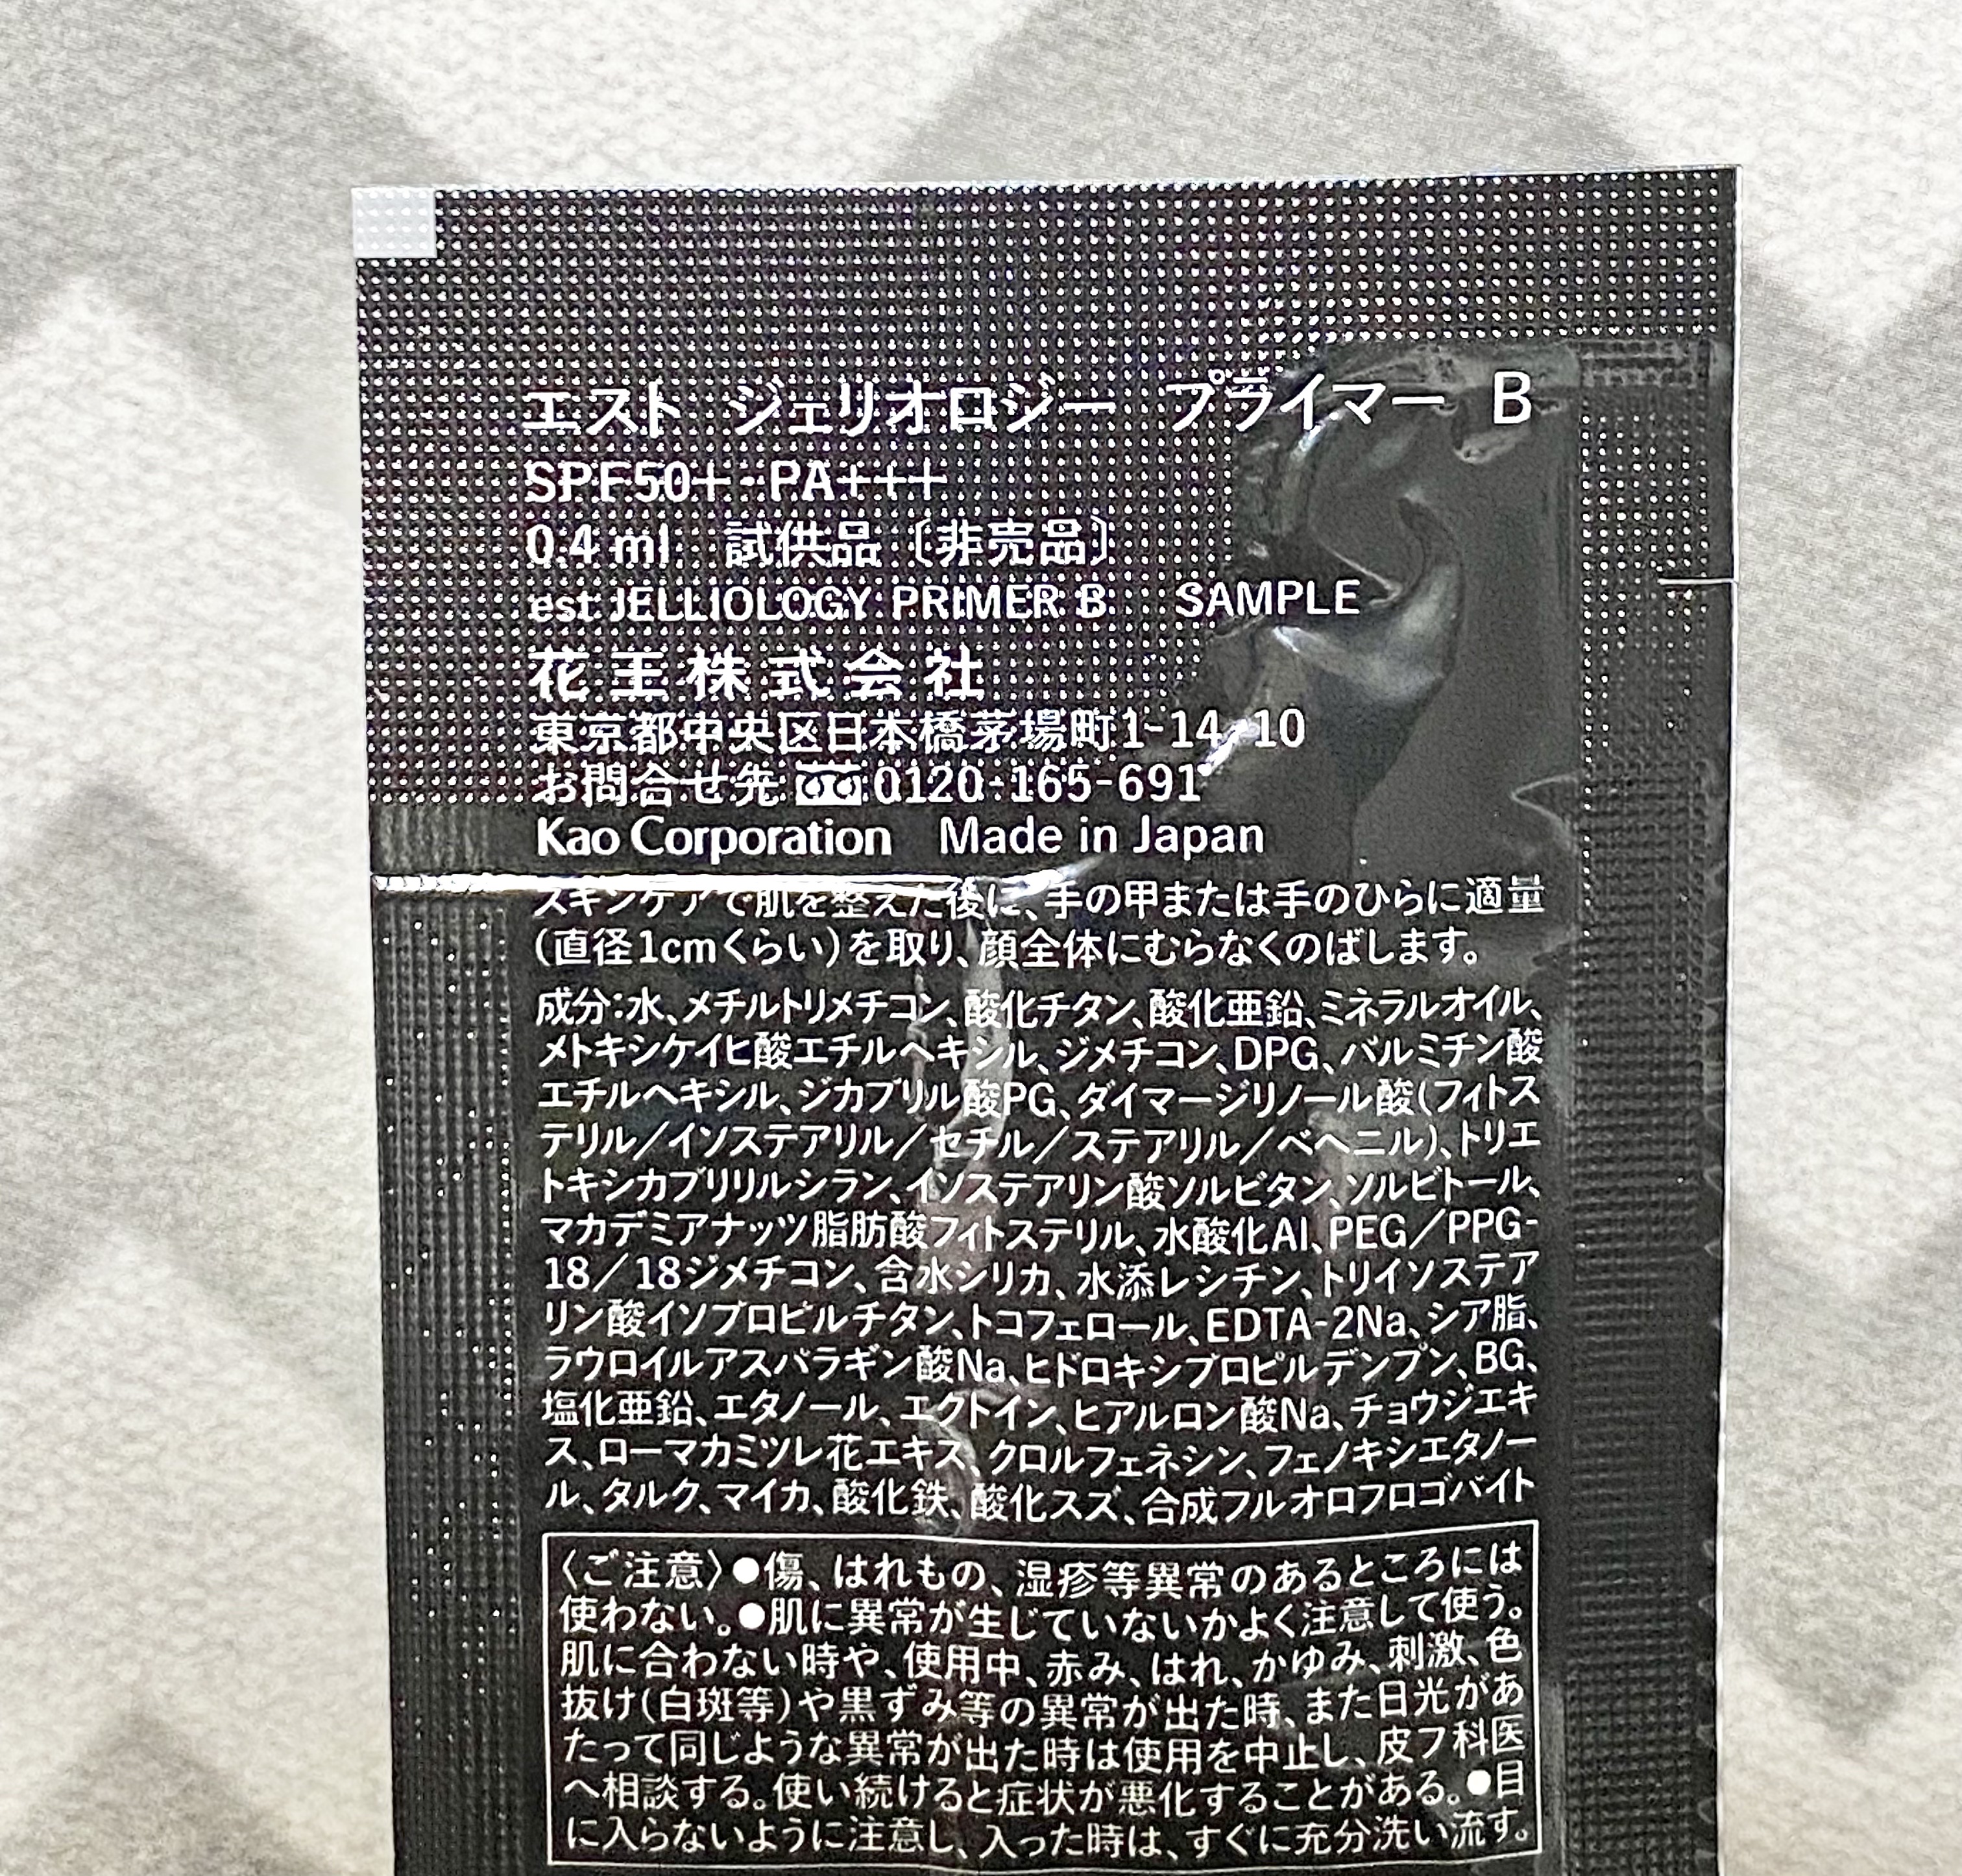 エスト ジェリオロジー プライマー B
SPF50+・PA+++
0.4 ml 試供品〔非売品〕
est JELLIOLOGY PRIMER B SAMPLE
花王株式会社
東京都中央区日本橋茅場町1-14-10
お問合せ先 0120-165-691
Kao Corporation Made in Japan
スキンケアで肌を整えた後に、手の甲または手のひらに適量
（直径1cmくらい）を取り、顔全体にむらなくのばします。
成分：水、メチルトリメチコン、酸化チタン、酸化亜鉛、ミネラルオイル、
メトキシケイヒ酸エチルヘキシル、ジメチコン、DPG、パルミチン酸
エチルヘキシル、ジカプリル酸PG、ダイマージリノール酸（フィトス
テリル／イソステアリル／セチル／ステアリル／ベヘニル）、トリエ
トキシカプリリルシラン、イソステアリン酸ソルビタン、ソルビトール、
マカデミアナッツ脂肪酸フィトステリル、水酸化Al、PEG／PPG-
18／18ジメチコン、含水シリカ、水添レシチン、トリイソステア
リン酸イソプロピルチタン、トコフェロール、EDTA-2Na、シア脂、
ラウロイルアスパラギン酸Na、ヒドロキシプロピルデンプン、BG、
塩化亜鉛、エタノール、エクトイン、ヒアルロン酸Na、チョウジエキ
ス、ローマカミツレ花エキス、クロルフェネシン、フェノキシエタノー
ル、タルク、マイカ、酸化鉄、酸化スズ、合成フルオロフロゴパイト
〈ご注意〉●傷、はれもの、湿疹等異常のあるところには
使わない。●肌に異常が生じていないかよく注意して使う。
肌に合わない時や、使用中、赤み、はれ、かゆみ、刺激、色
抜け（白斑等）や黒ずみ等の異常が出た時、また日光があ
たって同じような異常が出た時は使用を中止し、皮フ科医
へ相談する。使い続けると症状が悪化することがある。●目
に入らないように注意し、入った時は、すぐに充分洗い流す。